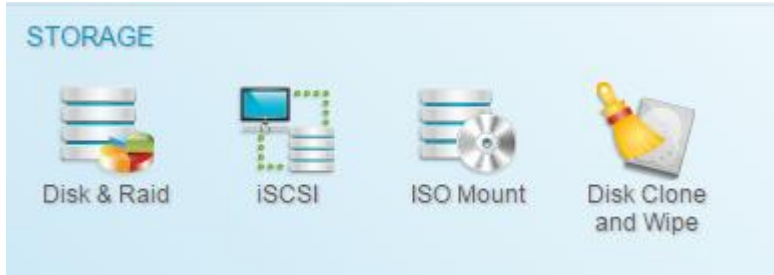 STORAGE
Disk & Raid
iSCSI
ISO Mount
Disk Clone
and Wipe